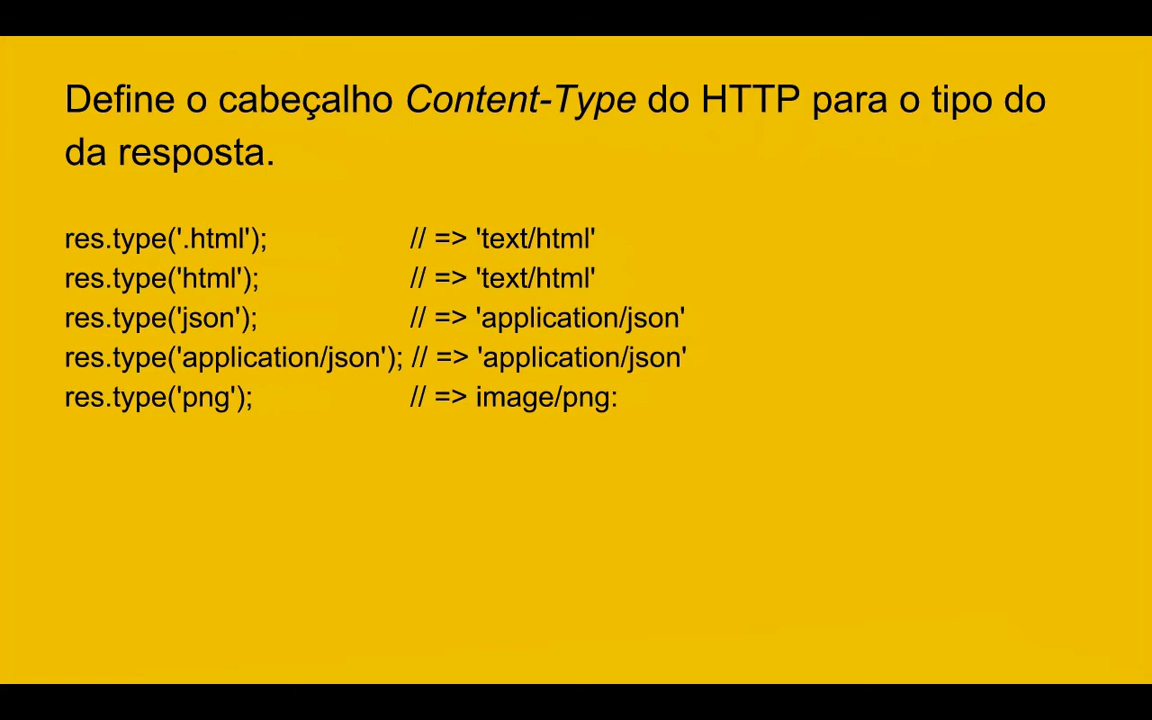 Define o cabeçalho Content-Type do HTTP para o tipo do
da resposta.
res.type('.html'); // => 'text/html'
res.type('html'); // => 'text/html'
res.type('json'); // => 'application/json'
res.type('application/json'); // => 'application/json'
res.type('png'); // => image/png: